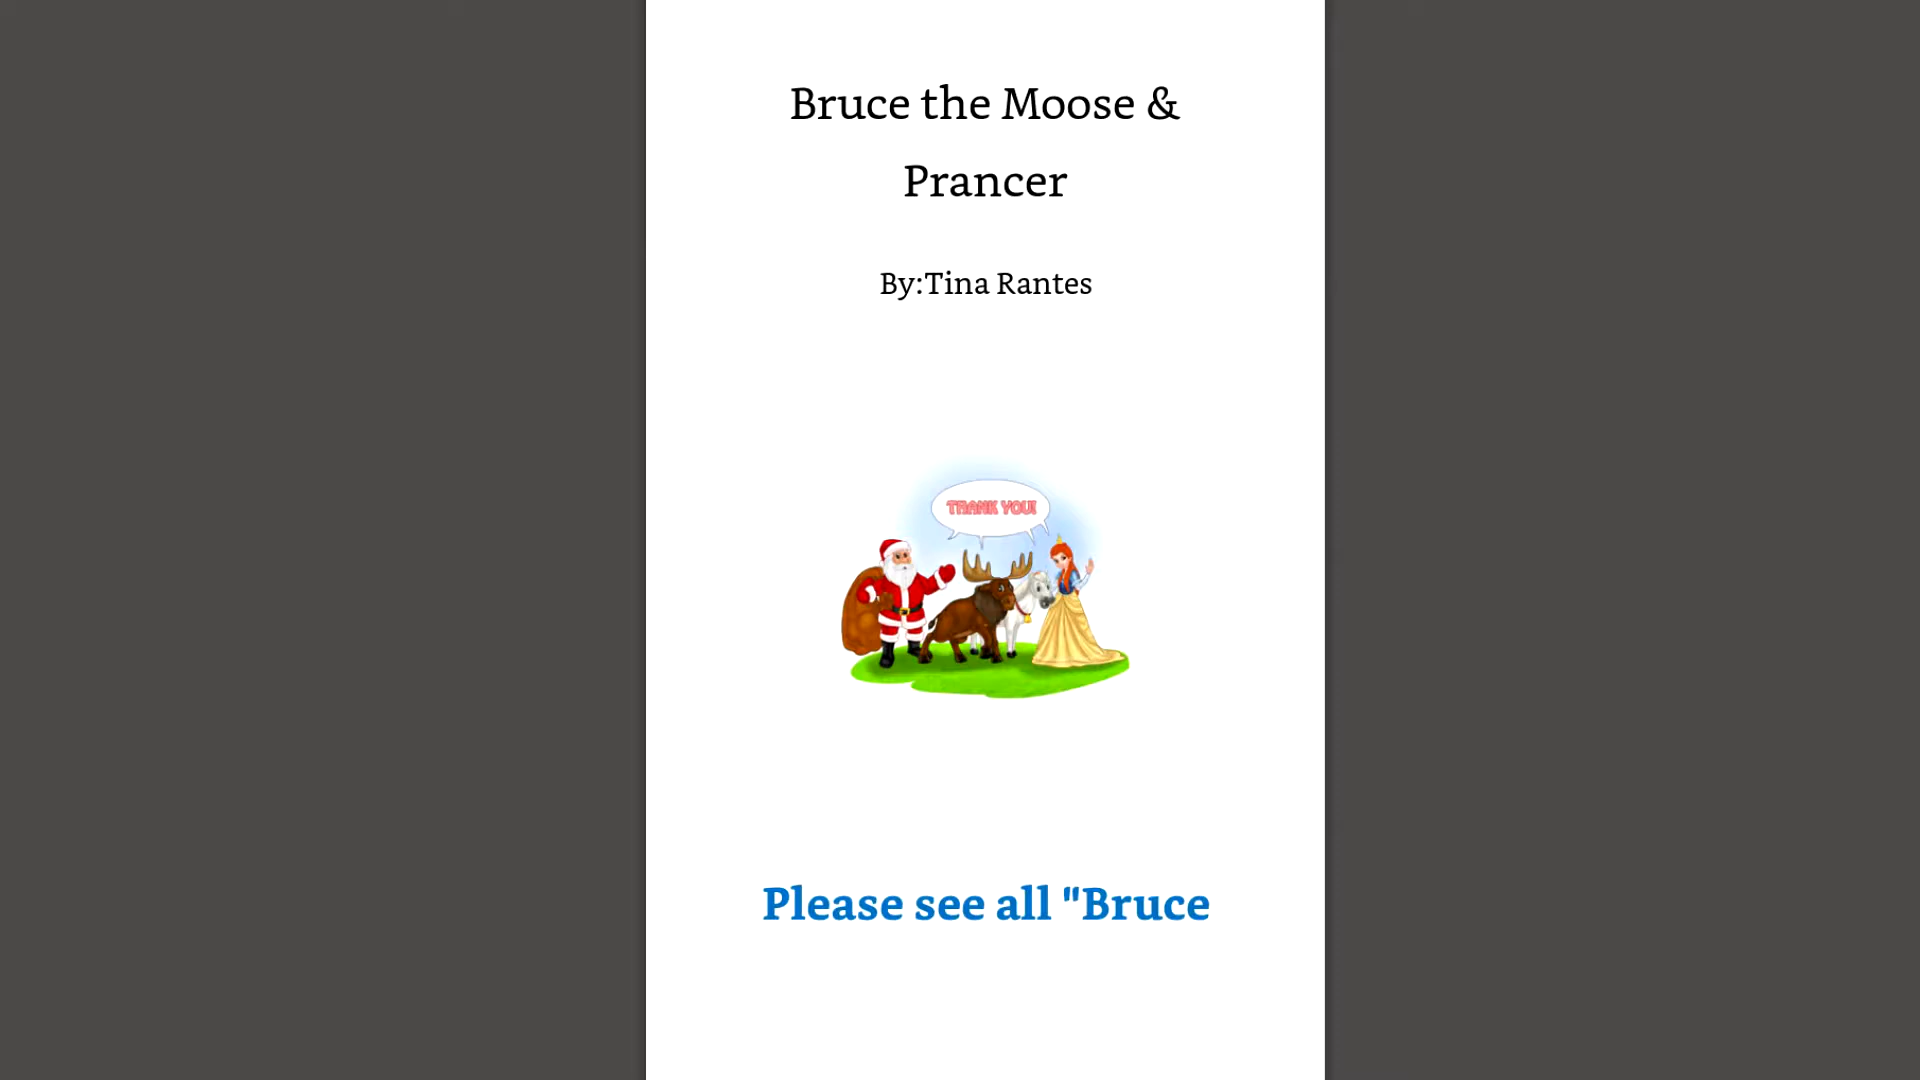 Bruce the Moose &
Prancer
By:Tina Rantes
THANK YOU!
Please see all "Bruce